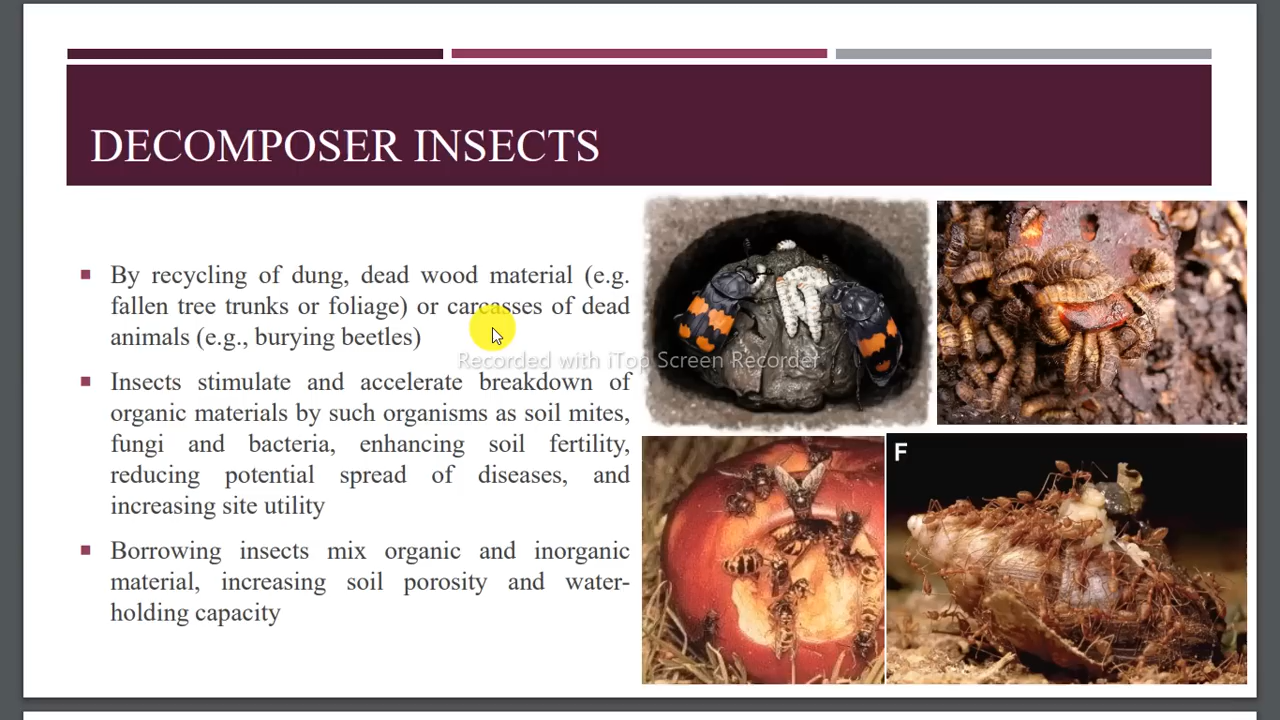 DECOMPOSER INSECTS
By recycling of dung, dead wood material (e.g.
fallen tree trunks or foliage) or carcasses of dead
animals (e.g., burying beetles)
Recorded with iTop Screen Recorder
Insects stimulate and accelerate breakdown of
organic materials by such organisms as soil mites,
fungi and bacteria, enhancing soil fertility,
reducing potential spread of diseases, and
increasing site utility
Borrowing insects mix organic and inorganic
material, increasing soil porosity and water-
holding capacity
F